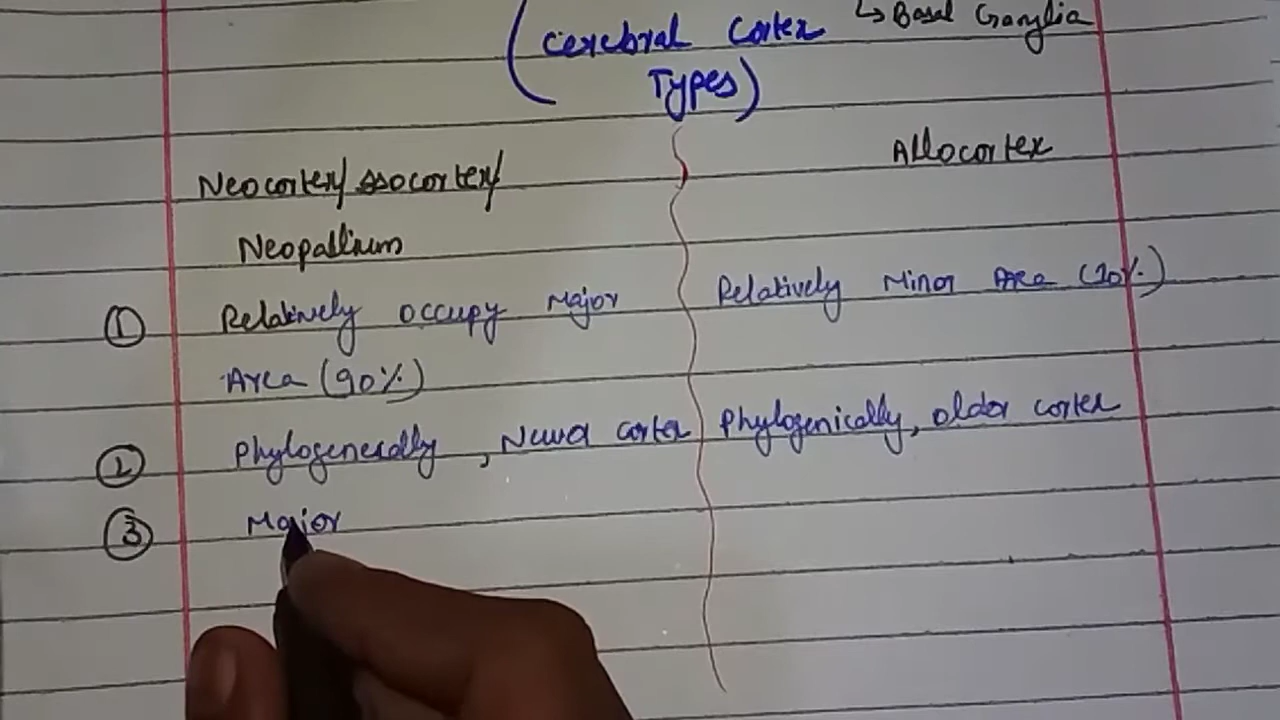 (Cerebral Cortex ↳ Basal Ganglia
Types)
Neocortex/ Isocortex/ Allocortex
Neopallium
① Relatively occupy Major Relatively Minor Area (10%)
Area (90%)
② Phylogenerally, Newer cortex Phylogenically, older cortex
③ Major